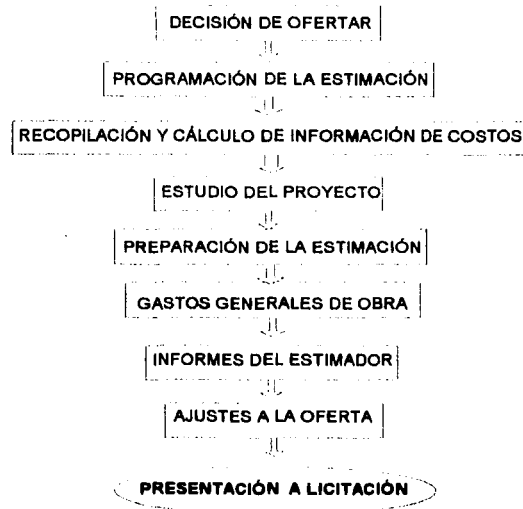 DECISIÓN DE OFERTAR
PROGRAMACIÓN DE LA ESTIMACIÓN
RECOPILACIÓN Y CÁLCULO DE INFORMACIÓN DE COSTOS
ESTUDIO DEL PROYECTO
PREPARACIÓN DE LA ESTIMACIÓN
GASTOS GENERALES DE OBRA
INFORMES DEL ESTIMADOR
AJUSTES A LA OFERTA
PRESENTACIÓN A LICITACIÓN